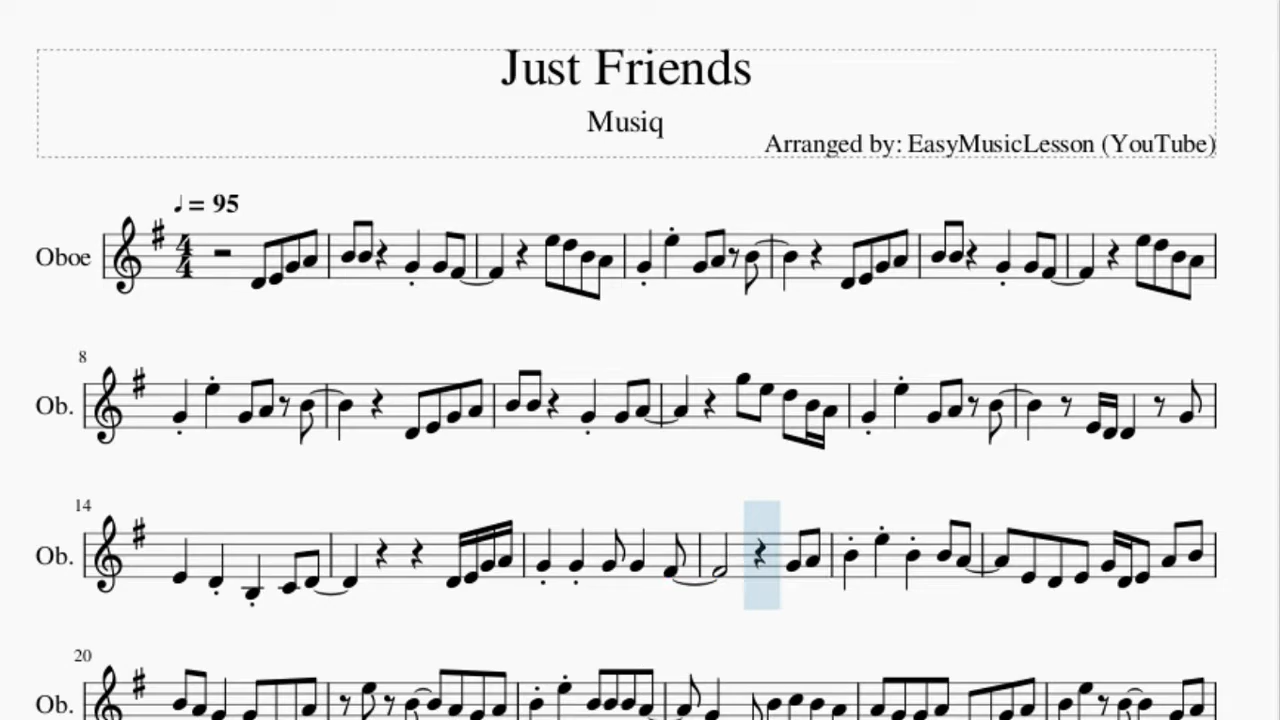 Just Friends
Musiq
Arranged by: EasyMusicLesson (YouTube)
♩ = 95
Oboe
4
4
8
Ob.
14
Ob.
20
Ob.